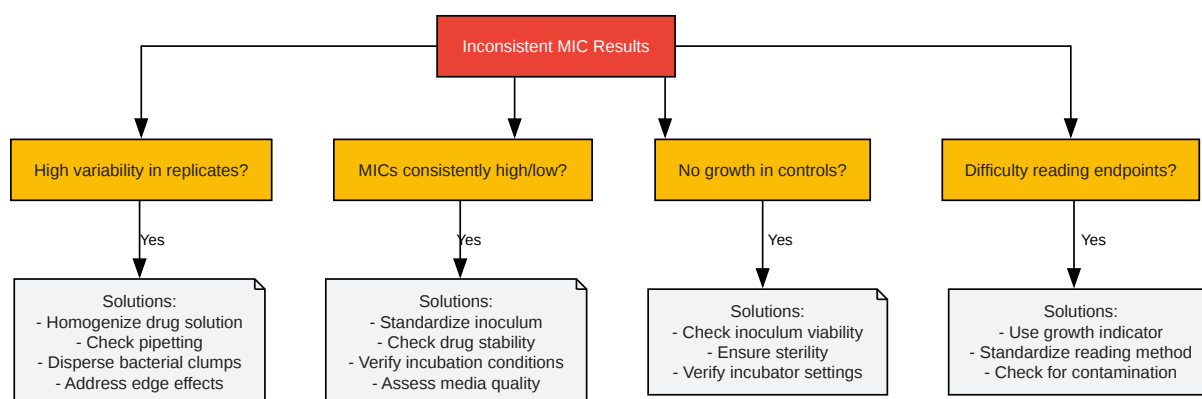 Inconsistent MIC Results
High variability in replicates?
MICs consistently high/low?
No growth in controls?
Difficulty reading endpoints?
Yes
Yes
Yes
Yes
Solutions:
- Homogenize drug solution
- Check pipetting
- Disperse bacterial clumps
- Address edge effects
Solutions:
- Standardize inoculum
- Check drug stability
- Verify incubation conditions
- Assess media quality
Solutions:
- Check inoculum viability
- Ensure sterility
- Verify incubator settings
Solutions:
- Use growth indicator
- Standardize reading method
- Check for contamination